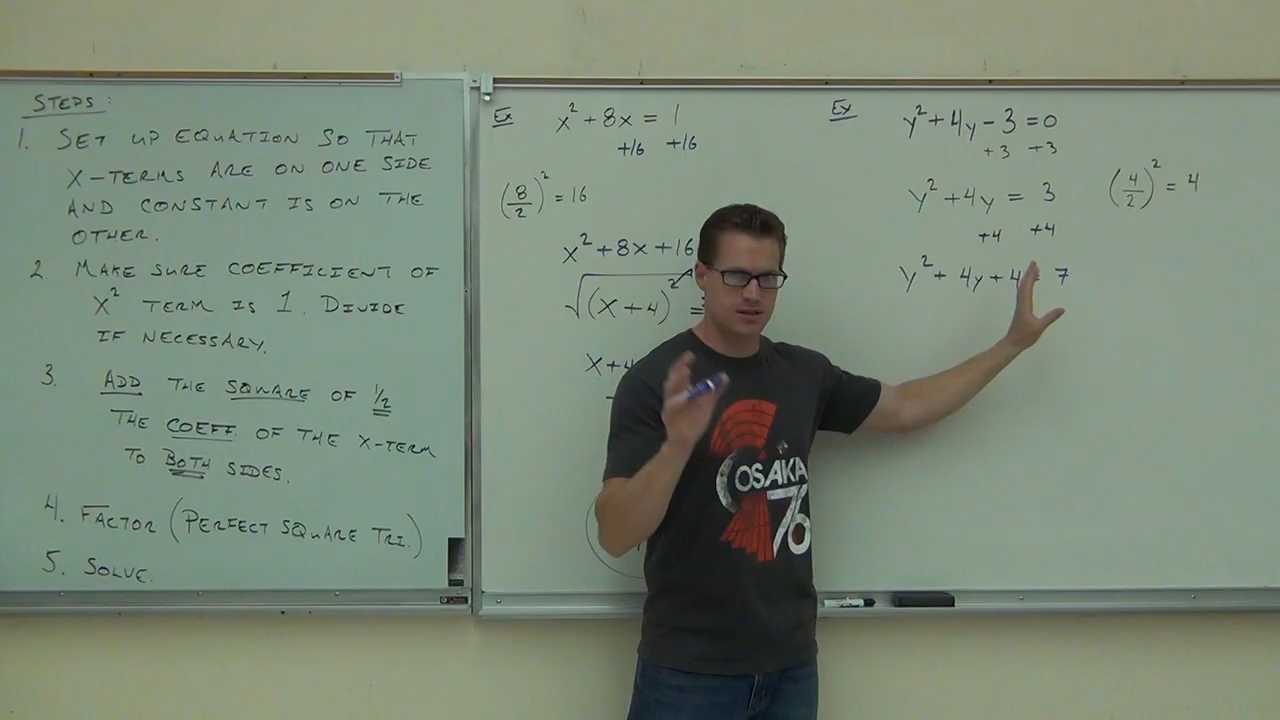 STEPS:
1. SET UP EQUATION SO THAT
X-TERMS ARE ON ONE SIDE
AND CONSTANT IS ON THE
OTHER.
2 MAKE SURE COEFFICIENT OF
X² TERM IS 1. DIVIDE
IF NECESSARY.
3. ADD THE SQUARE OF 1/2
THE COEFF. OF THE X-TERM
TO BOTH SIDES.
4. FACTOR (PERFECT SQUARE TRI.)
5. SOLVE.
Ex x² + 8x = 1
+16 +16
(8/2)² = 16
x² + 8x + 16
√(x + 4)² =
x + 4
Ex y² + 4y - 3 = 0
+3 +3
y² + 4y = 3 (4/2)² = 4
+4 +4
y² + 4y + 4 = 7
OSAKA
76